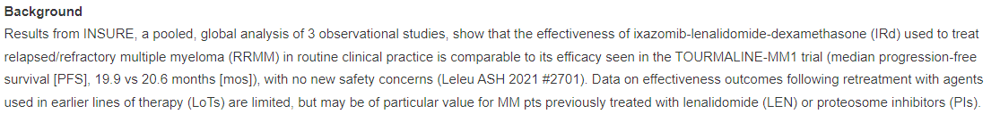 Background
Results from INSURE, a pooled, global analysis of 3 observational studies, show that the effectiveness of ixazomib-lenalidomide-dexamethasone (IRd) used to treat
relapsed/refractory multiple myeloma (RRMM) in routine clinical practice is comparable to its efficacy seen in the TOURMALINE-MM1 trial (median progression-free
survival [PFS], 19.9 vs 20.6 months [mos]), with no new safety concerns (Leleu ASH 2021 #2701). Data on effectiveness outcomes following retreatment with agents
used in earlier lines of therapy (LoTs) are limited, but may be of particular value for MM pts previously treated with lenalidomide (LEN) or proteosome inhibitors (PIs).